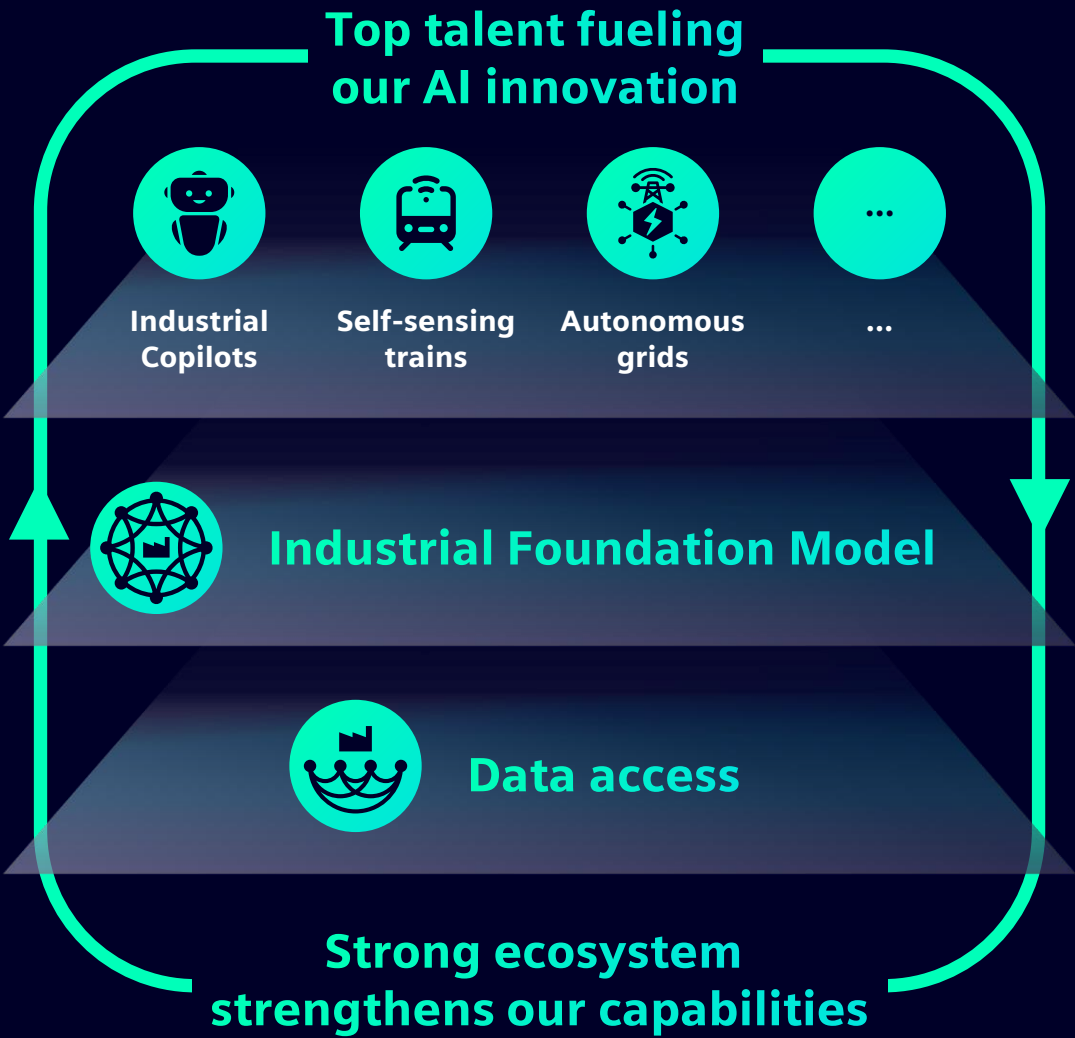 Top talent fueling
our AI innovation
...
Industrial
Copilots
Self-sensing
trains
Autonomous
grids
...
Industrial Foundation Model
Data access
Strong ecosystem
strengthens our capabilities